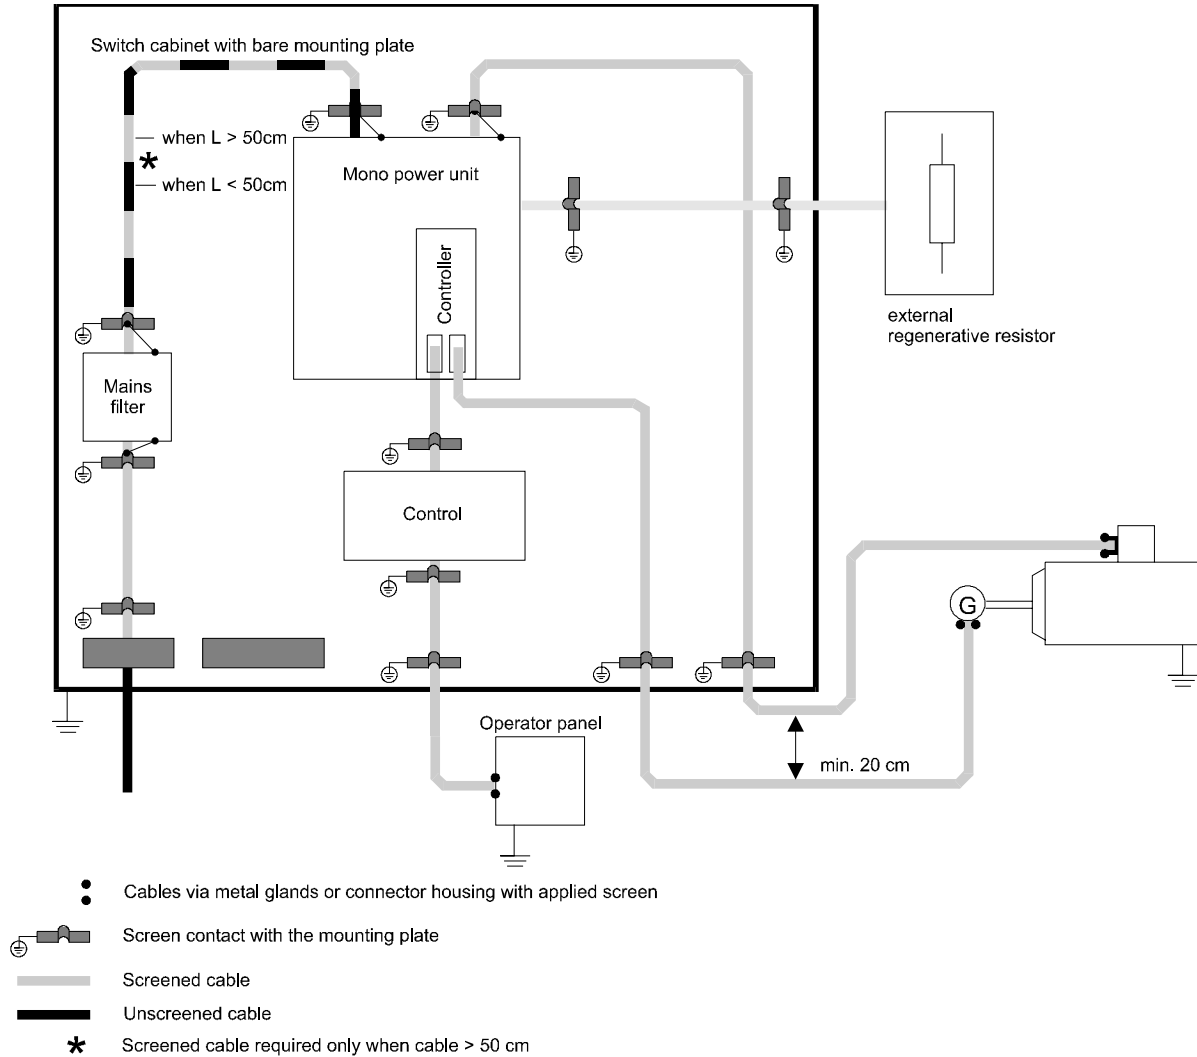 Switch cabinet with bare mounting plate
when L > 50cm
*
when L < 50cm
Mono power unit
Controller
external
regenerative resistor
Mains
filter
Control
G
Operator panel
min. 20 cm
Cables via metal glands or connector housing with applied screen
Screen contact with the mounting plate
Screened cable
Unscreened cable
* Screened cable required only when cable > 50 cm